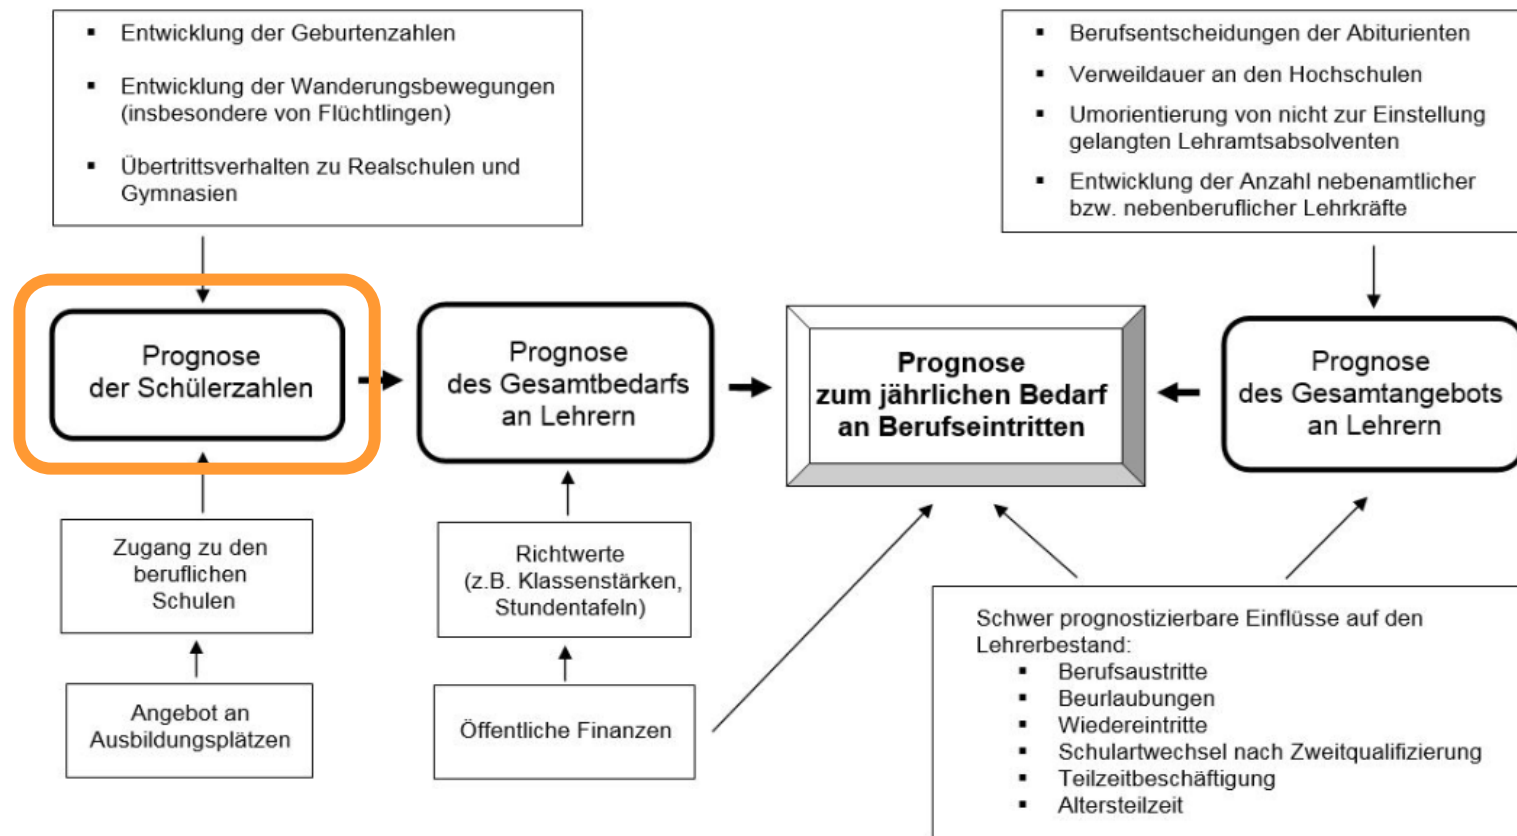 ▪ Entwicklung der Geburtenzahlen
▪ Entwicklung der Wanderungsbewegungen
(insbesondere von Flüchtlingen)
▪ Übertrittsverhalten zu Realschulen und
Gymnasien
▪ Berufsentscheidungen der Abiturienten
▪ Verweildauer an den Hochschulen
▪ Umorientierung von nicht zur Einstellung
gelangten Lehramtsabsolventen
▪ Entwicklung der Anzahl nebenamtlicher
bzw. nebenberuflicher Lehrkräfte
Prognose
der Schülerzahlen
Prognose
des Gesamtbedarfs
an Lehrern
Prognose
zum jährlichen Bedarf
an Berufseintritten
Prognose
des Gesamtangebots
an Lehrern
Zugang zu den
beruflichen
Schulen
Richtwerte
(z.B. Klassenstärken,
Stundentafeln)
Angebot an
Ausbildungsplätzen
Öffentliche Finanzen
Schwer prognostizierbare Einflüsse auf den
Lehrerbestand:
▪ Berufsaustritte
▪ Beurlaubungen
▪ Wiedereintritte
▪ Schulartwechsel nach Zweitqualifizierung
▪ Teilzeitbeschäftigung
▪ Altersteilzeit